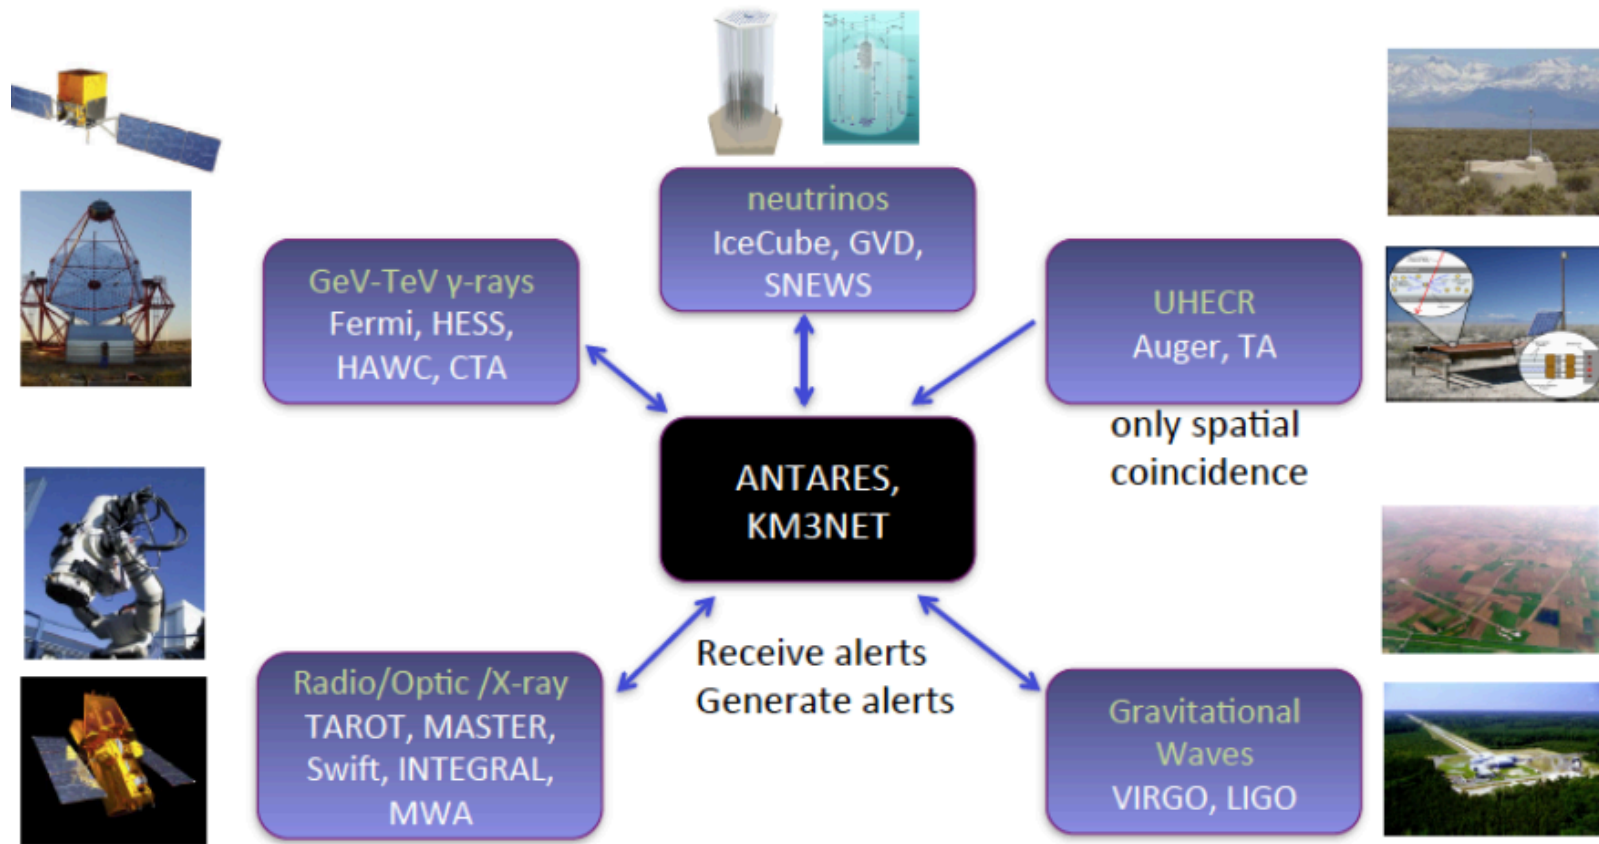 neutrinos
IceCube, GVD,
SNEWS
GeV-TeV γ-rays
Fermi, HESS,
HAWC, CTA
UHECR
Auger, TA
only spatial
coincidence
ANTARES,
KM3NET
Receive alerts
Generate alerts
Radio/Optic /X-ray
TAROT, MASTER,
Swift, INTEGRAL,
MWA
Gravitational
Waves
VIRGO, LIGO